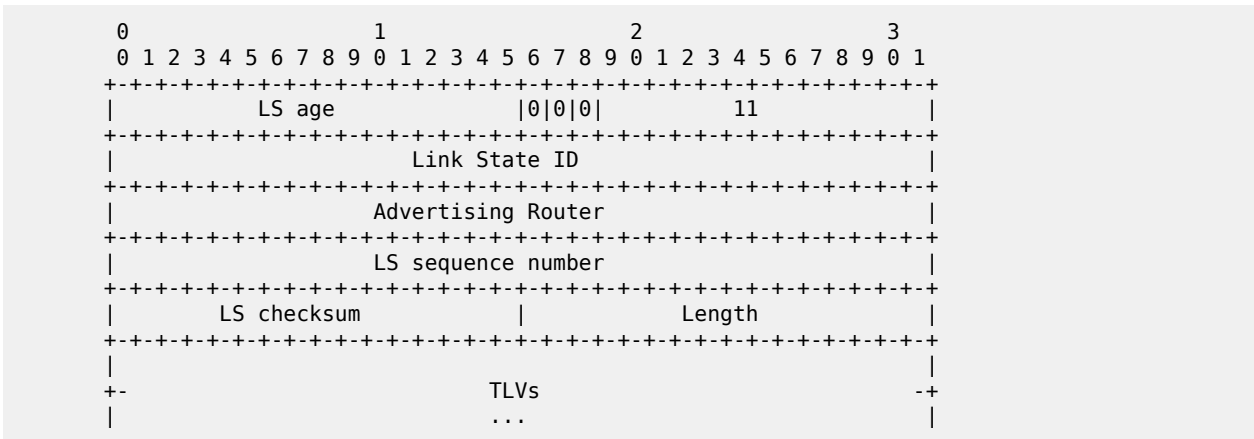 0                   1                   2                   3
 0 1 2 3 4 5 6 7 8 9 0 1 2 3 4 5 6 7 8 9 0 1 2 3 4 5 6 7 8 9 0 1
+-+-+-+-+-+-+-+-+-+-+-+-+-+-+-+-+-+-+-+-+-+-+-+-+-+-+-+-+-+-+-+-+
|           LS age              |0|0|0|          11             |
+-+-+-+-+-+-+-+-+-+-+-+-+-+-+-+-+-+-+-+-+-+-+-+-+-+-+-+-+-+-+-+-+
|                       Link State ID                           |
+-+-+-+-+-+-+-+-+-+-+-+-+-+-+-+-+-+-+-+-+-+-+-+-+-+-+-+-+-+-+-+-+
|                    Advertising Router                         |
+-+-+-+-+-+-+-+-+-+-+-+-+-+-+-+-+-+-+-+-+-+-+-+-+-+-+-+-+-+-+-+-+
|                    LS sequence number                         |
+-+-+-+-+-+-+-+-+-+-+-+-+-+-+-+-+-+-+-+-+-+-+-+-+-+-+-+-+-+-+-+-+
|        LS checksum            |            Length             |
+-+-+-+-+-+-+-+-+-+-+-+-+-+-+-+-+-+-+-+-+-+-+-+-+-+-+-+-+-+-+-+-+
|                                                               |
+-                            TLVs                             -+
|                             ...                               |